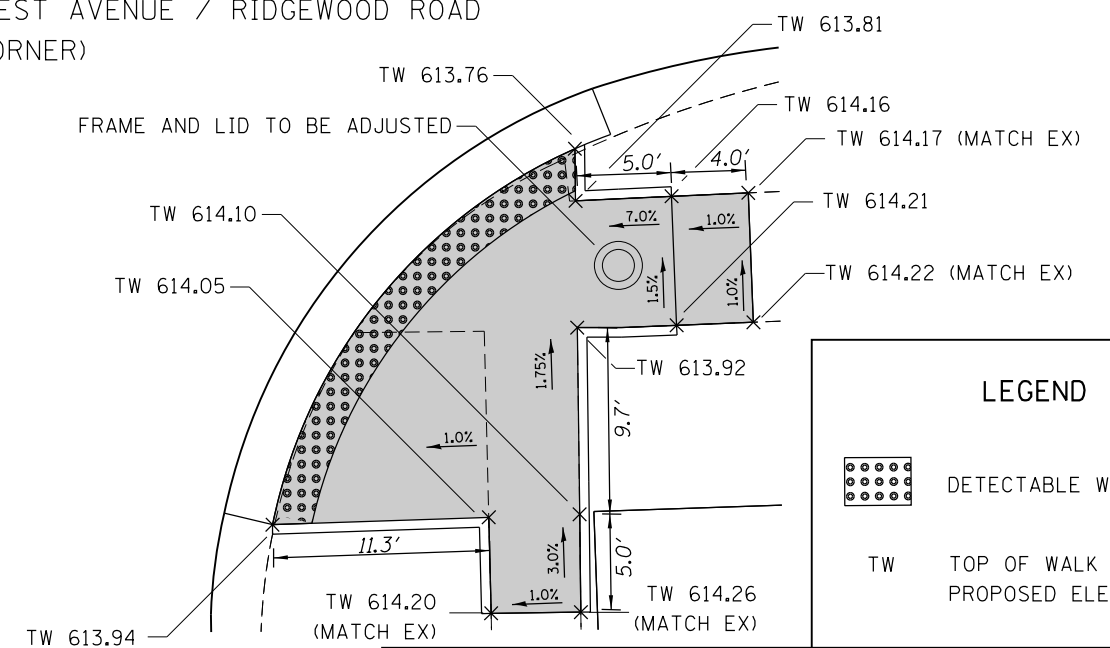 EST AVENUE / RIDGEWOOD ROAD
ORNER)
TW 613.81
TW 613.76
TW 614.16
FRAME AND LID TO BE ADJUSTED
TW 614.17 (MATCH EX)
5.0'
4.0'
TW 614.10
TW 614.21
7.0%
1.0%
TW 614.05
TW 614.22 (MATCH EX)
1.5%
1.0%
1.75%
TW 613.92
9.7'
LEGEND
1.0%
DETECTABLE W
11.3'
3.0%
5.0'
TW TOP OF WALK
PROPOSED ELE
1.0%
TW 614.20
(MATCH EX)
TW 614.26
(MATCH EX)
TW 613.94